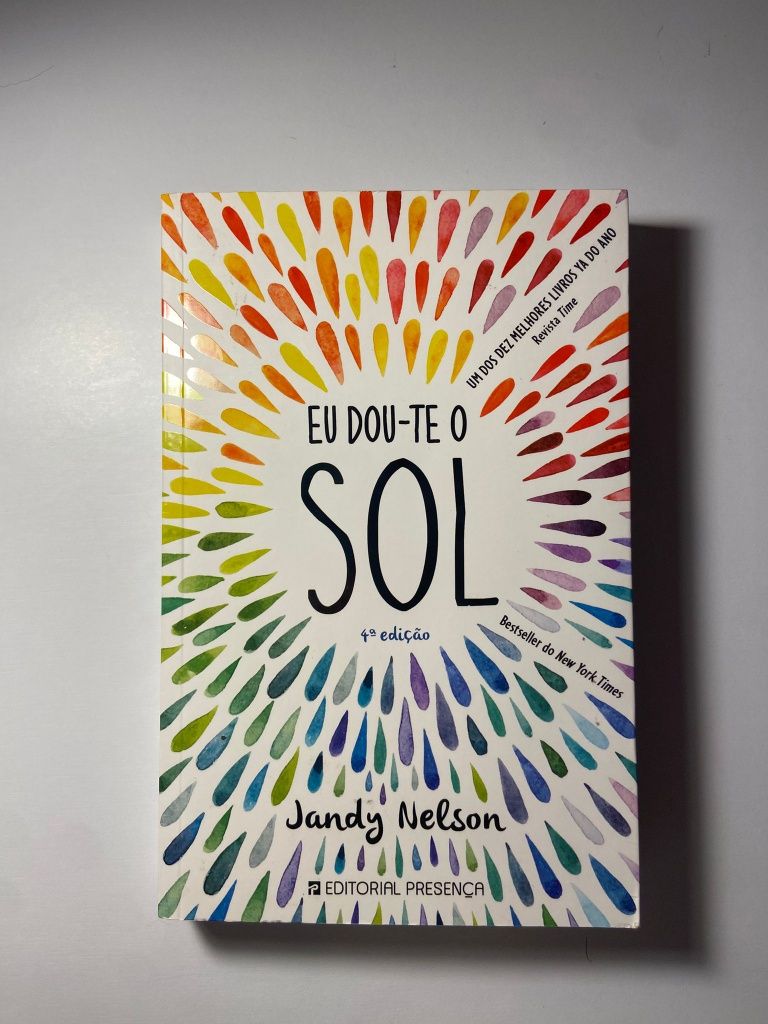 UM DOS DEZ MELHORES LIVROS YA DO ANO
Revista Time
EU DOU-TE O
SOL
4ª edição
Bestseller do New York Times
Jandy Nelson
EDITORIAL PRESENÇA